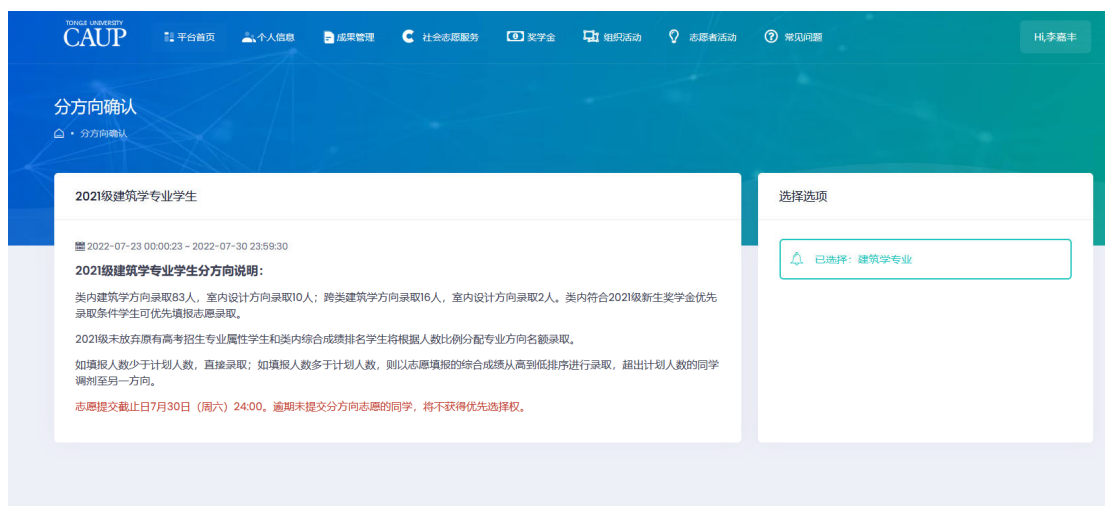 TONGJI UNIVERSITY
CAUP
平台首页
个人信息
成果管理
社会志愿服务
奖学金
组织活动
志愿者活动
常见问题
Hi,李嘉丰
分方向确认
• 分方向确认
2021级建筑学专业学生
选择选项
2022-07-23 00:00:23 ~ 2022-07-30 23:59:30
已选择：建筑学专业
2021级建筑学专业学生分方向说明：
类内建筑学方向录取83人，室内设计方向录取10人；跨类建筑学方向录取16人，室内设计方向录取2人。类内符合2021级新生奖学金优先
录取条件学生可优先填报志愿录取。
2021级未放弃原有高考招生专业属性学生和类内综合成绩排名学生将根据人数比例分配专业方向名额录取。
如填报人数少于计划人数，直接录取；如填报人数多于计划人数，则以志愿填报的综合成绩从高到低排序进行录取，超出计划人数的同学
调剂至另一方向。
志愿提交截止日7月30日（周六）24:00。逾期未提交分方向志愿的同学，将不获得优先选择权。